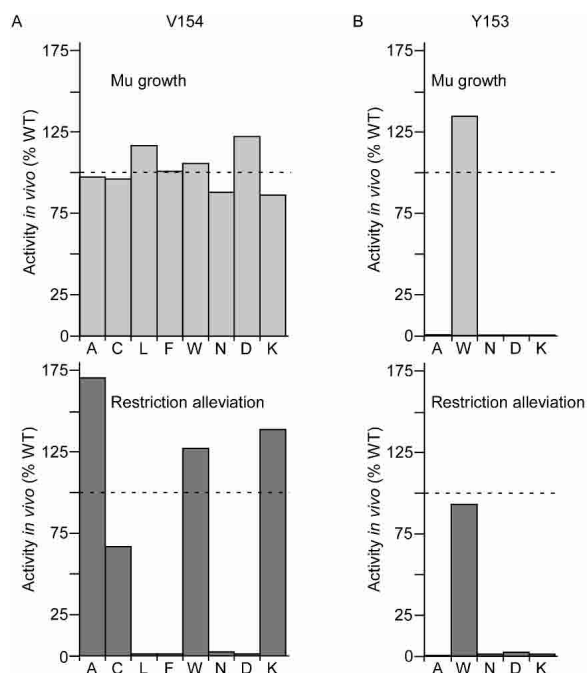 A
V154
B
Y153
175
125
75
25
0
Activity in vivo (% WT)
Mu growth
A C L F W N D K
175
125
75
25
0
Activity in vivo (% WT)
Mu growth
A W N D K
175
125
75
25
0
Activity in vivo (% WT)
Restriction alleviation
A C L F W N D K
175
125
75
25
0
Activity in vivo (% WT)
Restriction alleviation
A W N D K